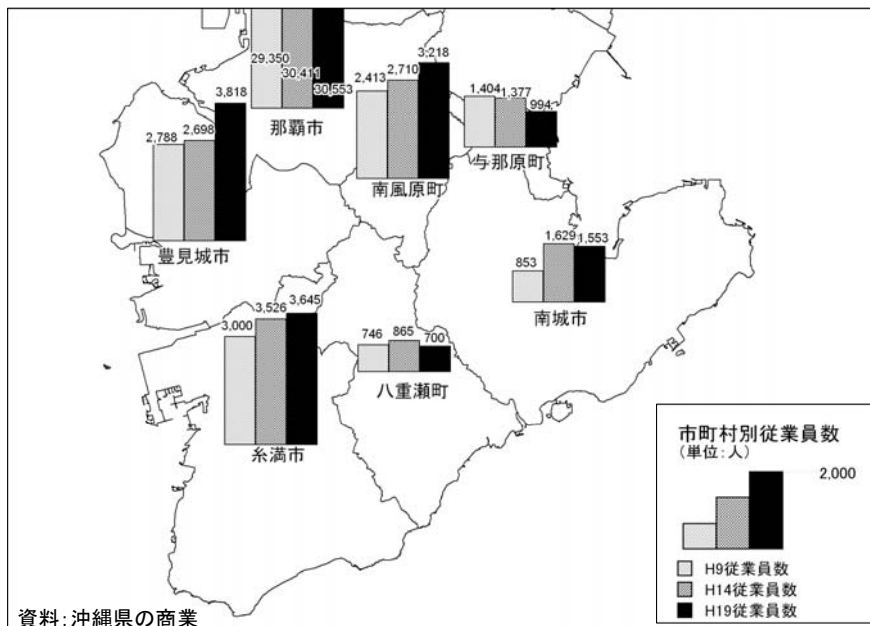 29,350
30,411
30,553
那覇市
2,413
2,710
3,218
南風原町
1,404
1,377
994
与那原町
2,788
2,698
3,818
豊見城市
853
1,629
1,553
南城市
3,000
3,526
3,645
糸満市
746
865
700
八重瀬町
市町村別従業員数
(単位:人)
2,000
H9従業員数
H14従業員数
H19従業員数
資料:沖縄県の商業